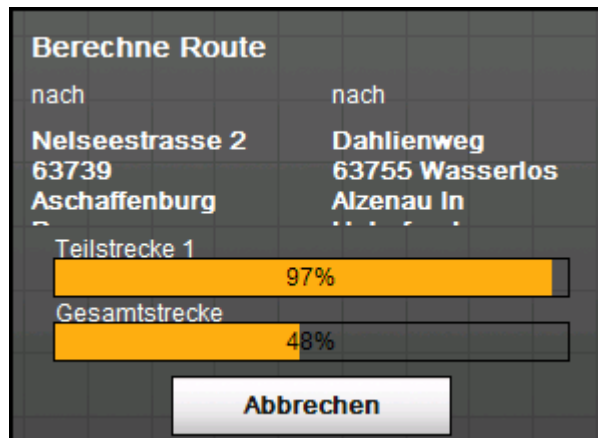 Berechne Route
nach
Nelseestrasse 2
63739
Aschaffenburg
nach
Dahlienweg
63755 Wasserlos
Alzenau In
Teilstrecke 1
97%
Gesamtstrecke
48%
Abbrechen